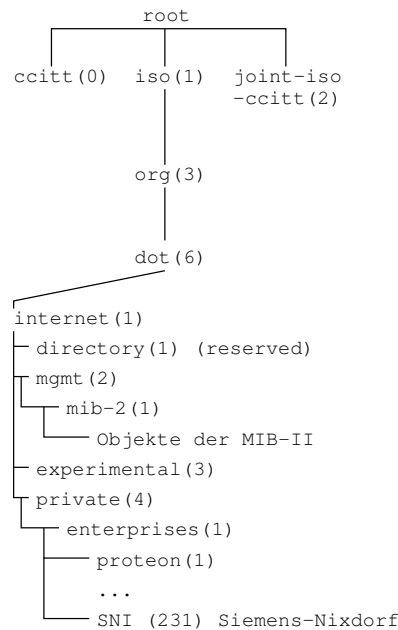 root
ccitt(0) iso(1) joint-iso
-ccitt(2)
org(3)
dot(6)
internet(1)
directory(1) (reserved)
mgmt(2)
mib-2(1)
Objekte der MIB-II
experimental(3)
private(4)
enterprises(1)
proteon(1)
...
SNI (231) Siemens-Nixdorf